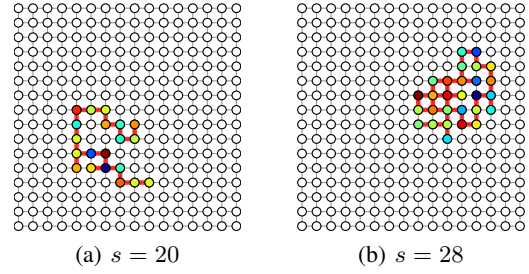 (a) s = 20
(b) s = 28